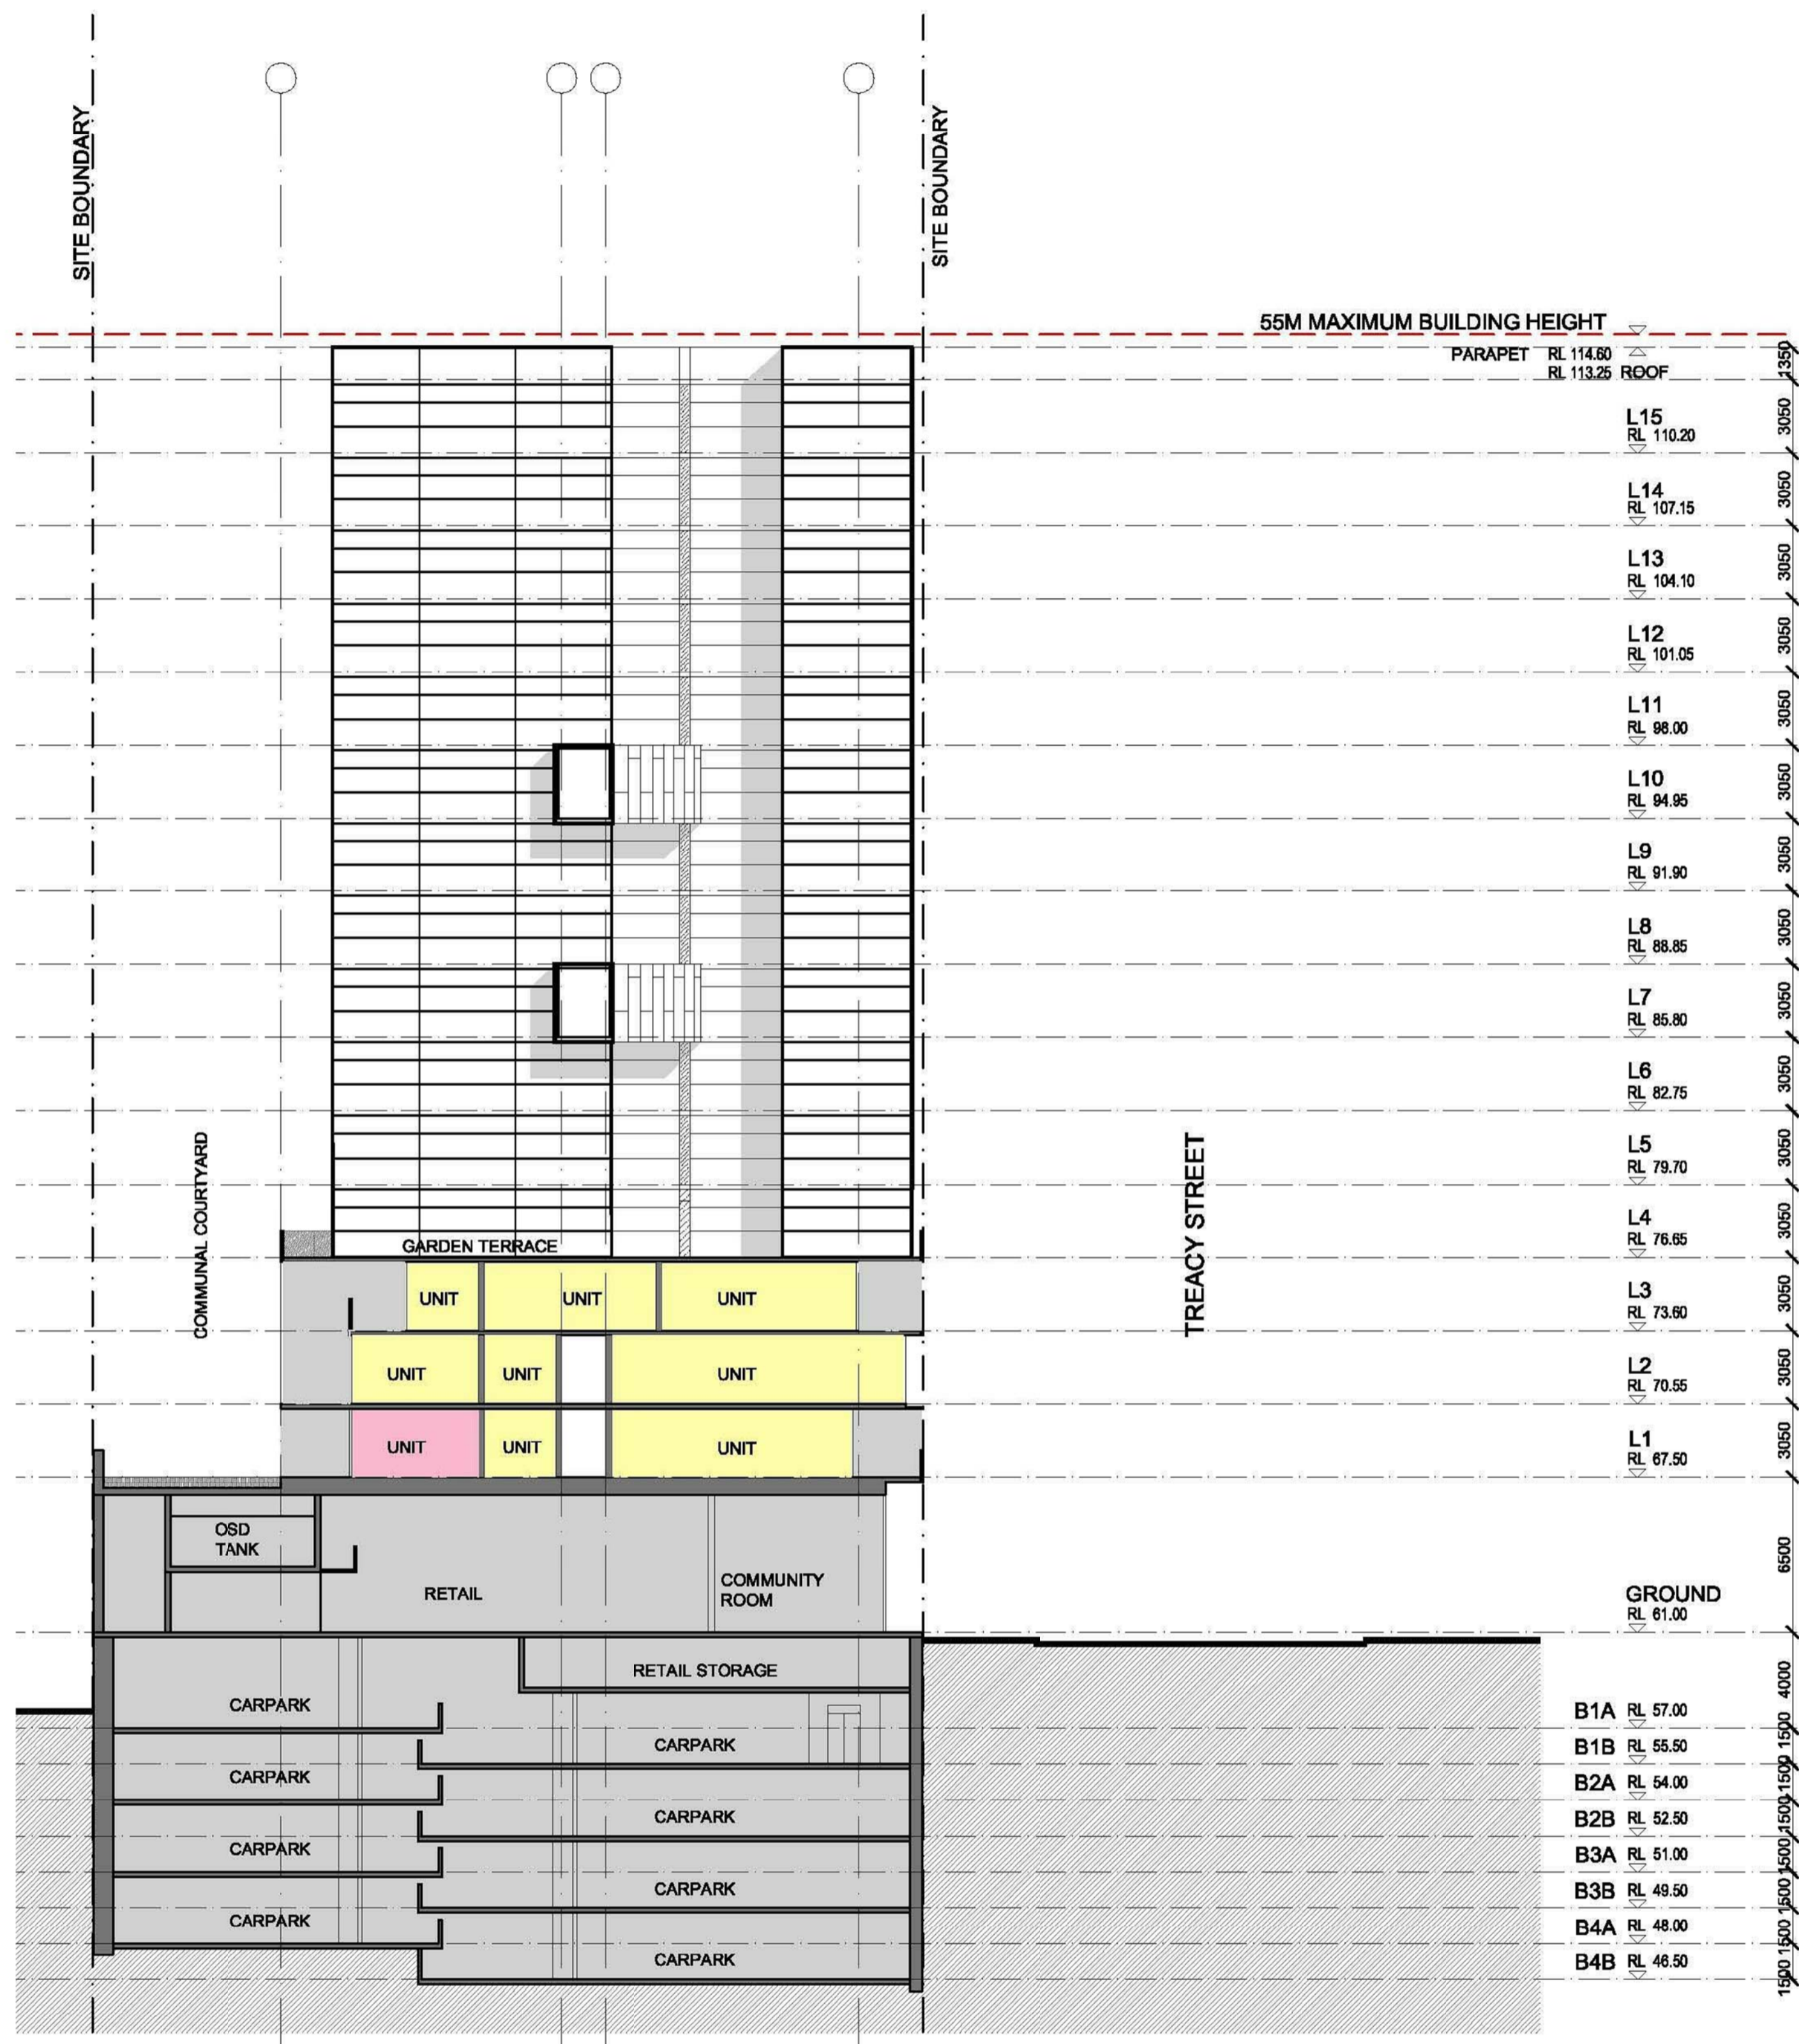 SITE BOUNDARY
SITE BOUNDARY
55M MAXIMUM BUILDING HEIGHT
PARAPET RL 114.60
RL 113.25 ROOF
1350
L15
RL 110.20
3050
L14
RL 107.15
3050
L13
RL 104.10
3050
L12
RL 101.05
3050
L11
RL 98.00
3050
L10
RL 94.95
3050
L9
RL 91.90
3050
L8
RL 88.85
3050
L7
RL 85.80
3050
L6
RL 82.75
3050
COMMUNAL COURTYARD
TREACY STREET
L5
RL 79.70
3050
GARDEN TERRACE
L4
RL 76.65
3050
UNIT UNIT UNIT
L3
RL 73.60
3050
UNIT UNIT UNIT
L2
RL 70.55
3050
UNIT UNIT UNIT
L1
RL 67.50
3050
OSD
TANK
RETAIL
COMMUNITY
ROOM
6500
GROUND
RL 61.00
RETAIL STORAGE
4000
CARPARK
B1A RL 57.00
CARPARK
1500
B1B RL 55.50
CARPARK
1500
B2A RL 54.00
CARPARK
1500
B2B RL 52.50
CARPARK
1500
B3A RL 51.00
CARPARK
1500
B3B RL 49.50
CARPARK
1500
B4A RL 48.00
CARPARK
1500
B4B RL 46.50
1500